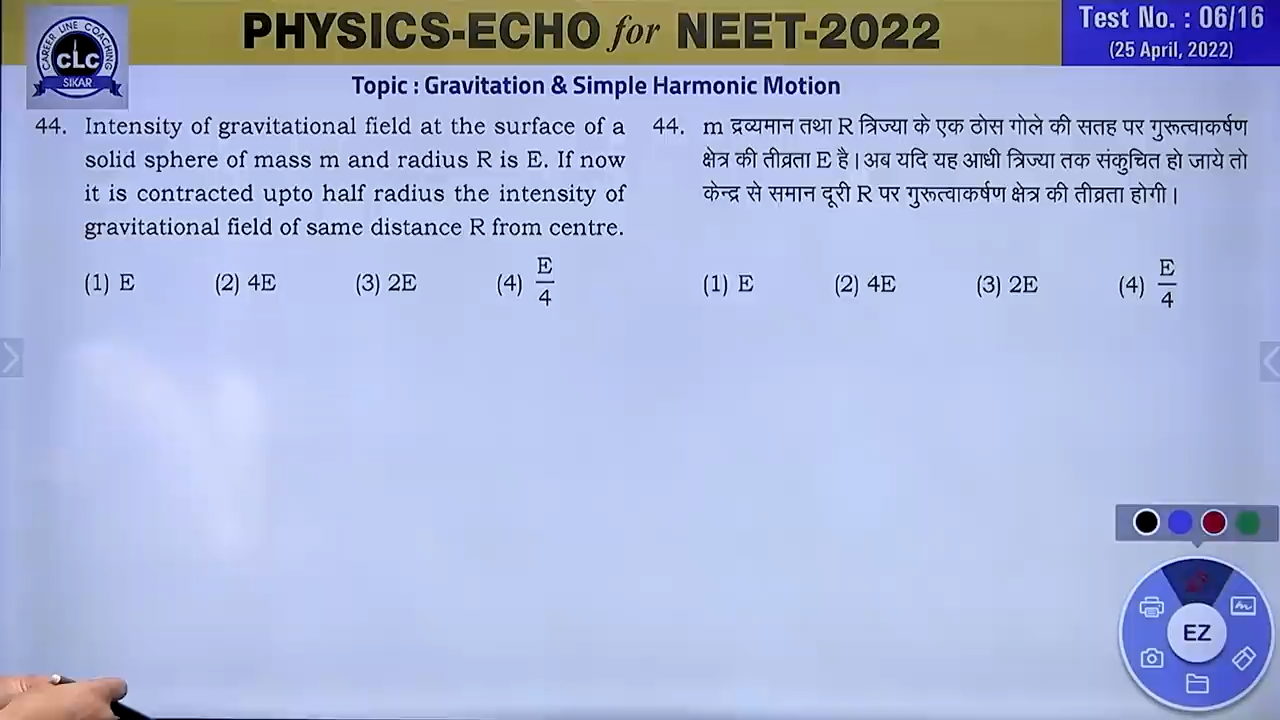 PHYSICS-ECHO for NEET-2022
Test No. : 06/16
(25 April, 2022)
CAREER LINE COACHING
CLC
SIKAR
Topic : Gravitation & Simple Harmonic Motion
44. Intensity of gravitational field at the surface of a
solid sphere of mass m and radius R is E. If now
it is contracted upto half radius the intensity of
gravitational field of same distance R from centre.
(1) E (2) 4E (3) 2E (4) E/4
44. m द्रव्यमान तथा R त्रिज्या के एक ठोस गोले की सतह पर गुरूत्वाकर्षण
क्षेत्र की तीव्रता E है। अब यदि यह आधी त्रिज्या तक संकुचित हो जाये तो
केन्द्र से समान दूरी R पर गुरूत्वाकर्षण क्षेत्र की तीव्रता होगी।
(1) E (2) 4E (3) 2E (4) E/4
EZ